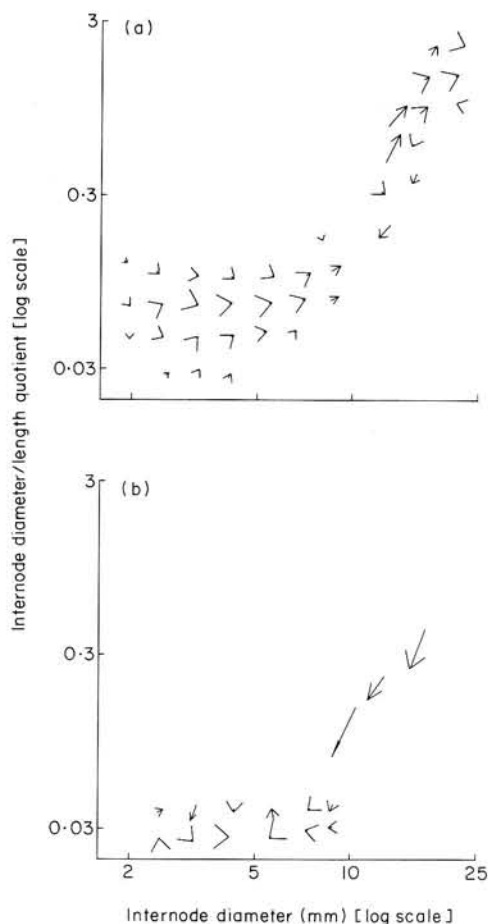 (a)
3
0·3
0·03
(b)
3
0·3
0·03
2
5
10
25
Internode diameter/length quotient [log scale]
Internode diameter (mm) [log scale]